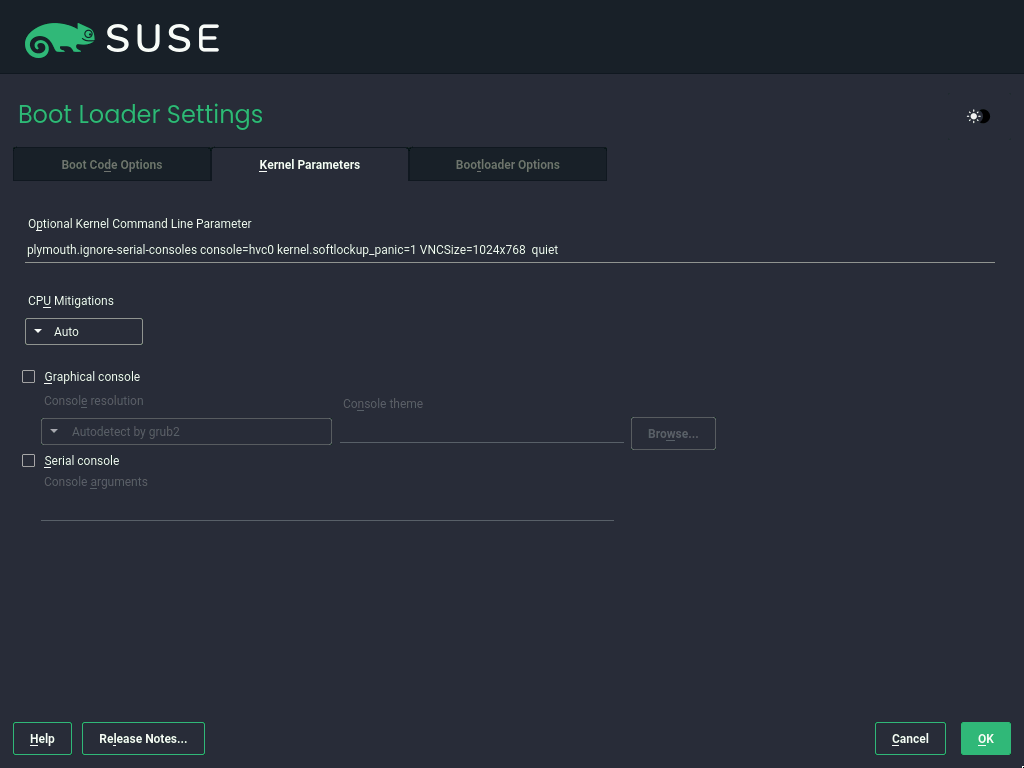 SUSE
Boot Loader Settings
Boot Code Options
Kernel Parameters
Bootloader Options
Optional Kernel Command Line Parameter
plymouth.ignore-serial-consoles console=hvc0 kernel.softlockup_panic=1 VNCSize=1024x768  quiet
CPU Mitigations
Auto
Graphical console
Console resolution
Console theme
Autodetect by grub2
Browse...
Serial console
Console arguments
Help
Release Notes...
Cancel
OK